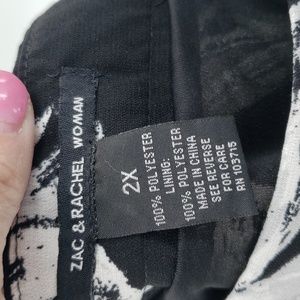 ZAC & RACHEL WOMAN
2X
100% POLYESTER
LINING:
100% POLYESTER
MADE IN CHINA
SEE REVERSE
FOR CARE
RN 103715